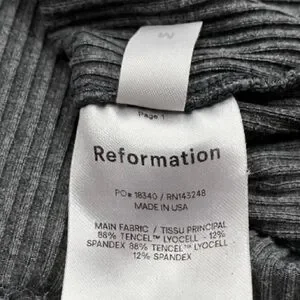 M
Page 1
Reformation
PO# 18340 / RN143248
MADE IN USA
MAIN FABRIC / TISSU PRINCIPAL
88% TENCEL™ LYOCELL - 12%
SPANDEX 88% TENCEL™ LYOCELL -
12% SPANDEX